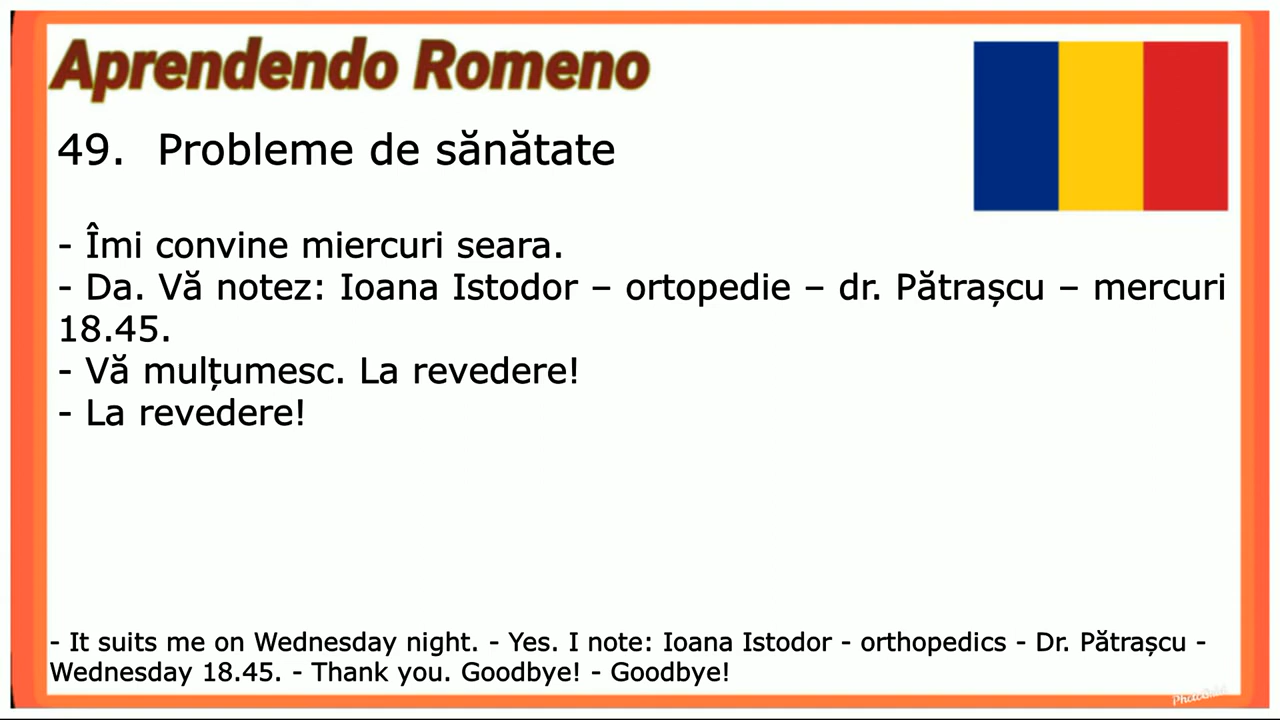 Aprendendo Romeno
49. Probleme de sănătate
- Îmi convine miercuri seara.
- Da. Vă notez: Ioana Istodor – ortopedie – dr. Pătrașcu – mercuri
18.45.
- Vă mulțumesc. La revedere!
- La revedere!
- It suits me on Wednesday night. - Yes. I note: Ioana Istodor - orthopedics - Dr. Pătrașcu -
Wednesday 18.45. - Thank you. Goodbye! - Goodbye!